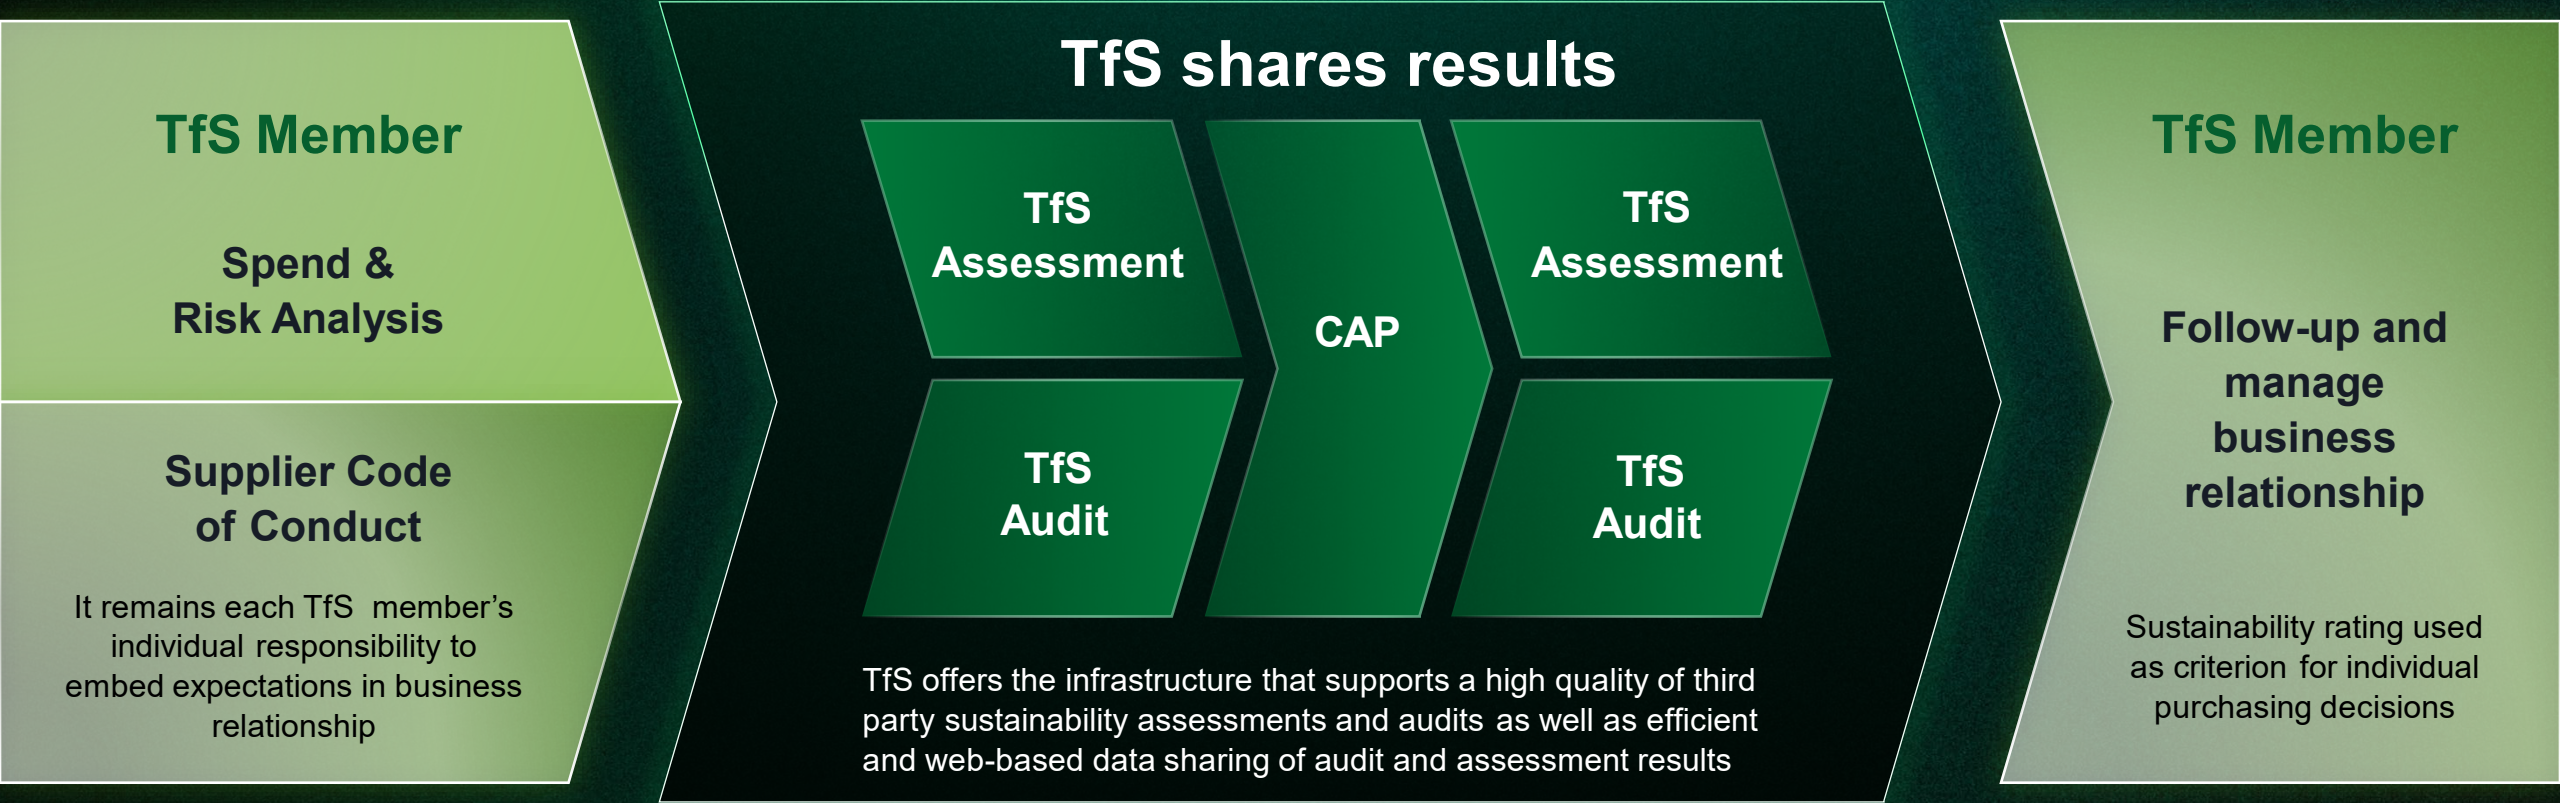 TfS Member
Spend &
Risk Analysis
Supplier Code
of Conduct
It remains each TfS member’s
individual responsibility to
embed expectations in business
relationship
TfS shares results
TfS
Assessment
TfS
Audit
CAP
TfS
Assessment
TfS
Audit
TfS offers the infrastructure that supports a high quality of third
party sustainability assessments and audits as well as efficient
and web-based data sharing of audit and assessment results
TfS Member
Follow-up and
manage
business
relationship
Sustainability rating used
as criterion for individual
purchasing decisions